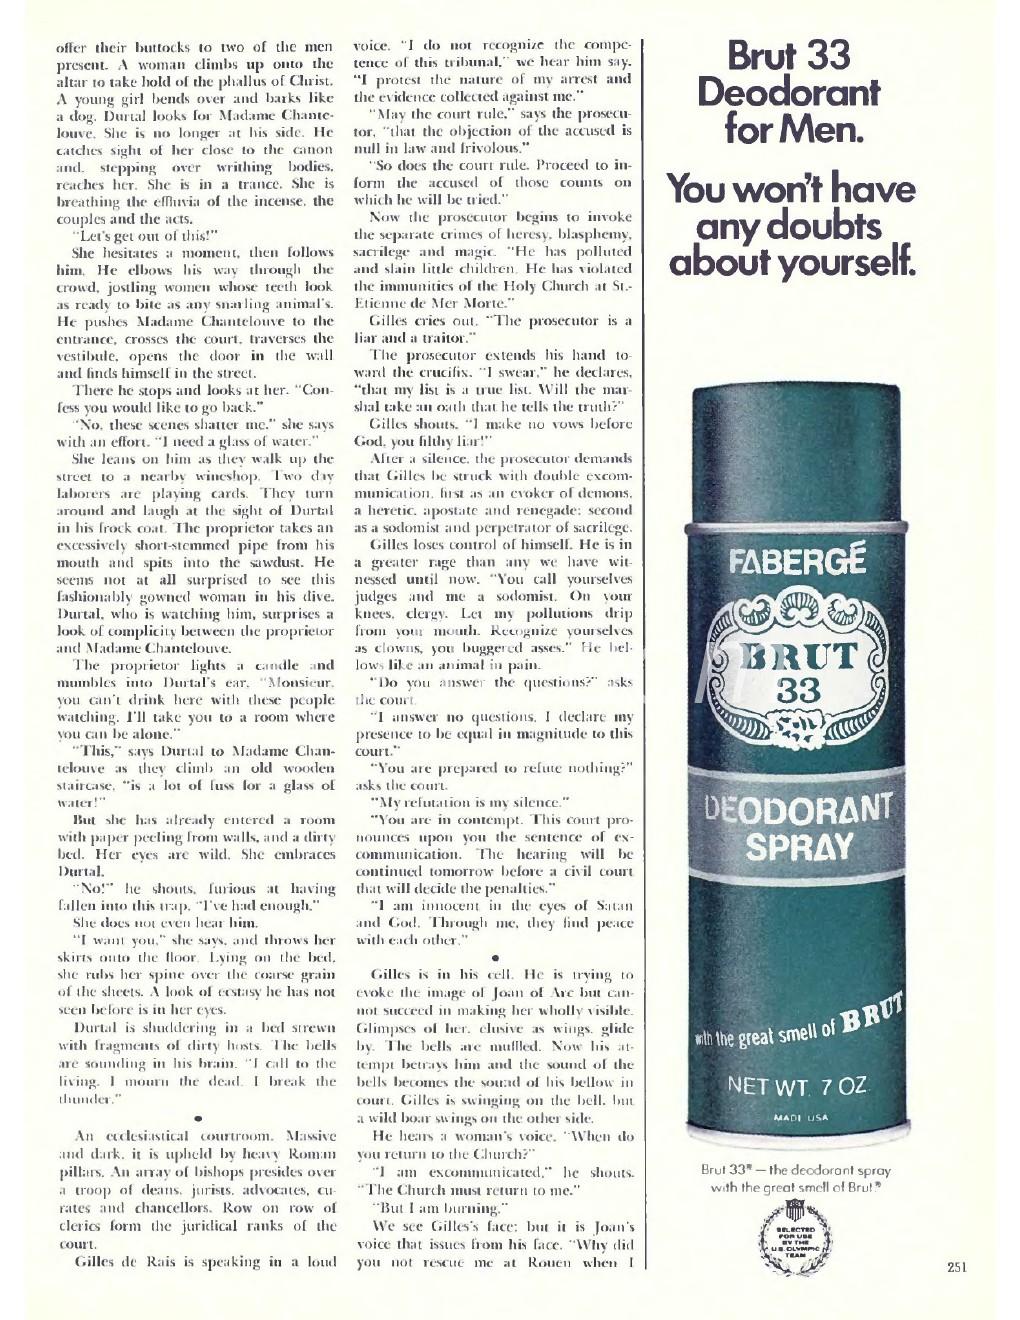 offer their buttocks to two of the men
present. A woman climbs up onto the
altar to take hold of the phallus of Christ.
A young girl bends over and barks like
a dog. Durtal looks for Madame Chante-
louve. She is no longer at his side. He
catches sight of her close to the canon
and, stepping over writhing bodies,
reaches her. She is in a trance. She is
breathing the effluvia of the incense, the
couples and the acts.
"Let's get out of this!"
She hesitates a moment, then follows
him. He elbows his way through the
crowd, jostling women whose teeth look
as ready to bite as any snarling animal's.
He pushes Madame Chantelouve to the
entrance, crosses the court, traverses the
vestibule, opens the door in the wall
and finds himself in the street.
There he stops and looks at her. "Con-
fess you would like to go back."
"No, these scenes shatter me," she says
with an effort. "I need a glass of water."
She leans on him as they walk up the
street to a nearby wineshop. Two day
laborers are playing cards. They turn
around and laugh at the sight of Durtal
in his frock coat. The proprietor takes an
excessively short-stemmed pipe from his
mouth and spits into the sawdust. He
seems not at all surprised to see this
fashionably gowned woman in his dive.
Durtal, who is watching him, surprises a
look of complicity between the proprietor
and Madame Chantelouve.
The proprietor lights a candle and
mumbles into Durtal's ear, "Monsieur,
you can't drink here with these people
watching. I'll take you to a room where
you can be alone."
"This," says Durtal to Madame Chan-
telouve as they climb an old wooden
staircase, "is a lot of fuss for a glass of
water!"
But she has already entered a room
with paper peeling from walls, and a dirty
bed. Her eyes are wild. She embraces
Durtal.
"No!" he shouts, furious at having
fallen into this trap. "I've had enough."
She does not even hear him.
"I want you," she says, and throws her
skirts onto the floor. Lying on the bed,
she rubs her spine over the coarse grain
of the sheets. A look of ecstasy he has not
seen before is in her eyes.
Durtal is shuddering in a bed strewn
with fragments of dirty hosts. The bells
are sounding in his brain. "I call to the
living. I mourn the dead. I break the
thunder."
•
An ecclesiastical courtroom. Massive
and dark, it is upheld by heavy Roman
pillars. An array of bishops presides over
a troop of deans, jurists, advocates, cu-
rates and chancellors. Row on row of
clerics form the juridical ranks of the
court.
Gilles de Rais is speaking in a loud
voice. "I do not recognize the compe-
tence of this tribunal," we hear him say.
"I protest the nature of my arrest and
the evidence collected against me."
"May the court rule," says the prosecu-
tor, "that the objection of the accused is
null in law and frivolous."
"So does the court rule. Proceed to in-
form the accused of those counts on
which he will be tried."
Now the prosecutor begins to invoke
the separate crimes of heresy, blasphemy,
sacrilege and magic. "He has polluted
and slain little children. He has violated
the immunities of the Holy Church at St.-
Etienne de Mer Morte."
Gilles cries out, "The prosecutor is a
liar and a traitor."
The prosecutor extends his hand to-
ward the crucifix. "I swear," he declares,
"that my list is a true list. Will the mar-
shal take an oath that he tells the truth?"
Gilles shouts, "I make no vows before
God, you filthy liar!"
After a silence, the prosecutor demands
that Gilles be struck with double excom-
munication, first as an evoker of demons,
a heretic, apostate and renegade; second
as a sodomist and perpetrator of sacrilege.
Gilles loses control of himself. He is in
a greater rage than any we have wit-
nessed until now. "You call yourselves
judges and me a sodomist. On your
knees, clergy. Let my pollutions drip
from your mouth. Recognize yourselves
as clowns, you buggered asses." He bel-
lows like an animal in pain.
"Do you answer the questions?" asks
the court.
"I answer no questions. I declare my
presence to be equal in magnitude to this
court."
"You are prepared to refute nothing?"
asks the court.
"My refutation is my silence."
"You are in contempt. This court pro-
nounces upon you the sentence of ex-
communication. The hearing will be
continued tomorrow before a civil court
that will decide the penalties."
"I am innocent in the eyes of Satan
and God. Through me, they find peace
with each other."
•
Gilles is in his cell. He is trying to
evoke the image of Joan of Arc but can-
not succeed in making her wholly visible.
Glimpses of her, elusive as wings, glide
by. The bells are muffled. Now his at-
tempt betrays him and the sound of the
bells becomes the sound of his bellow in
court. Gilles is swinging on the bell, but
a wild boar swings on the other side.
He hears a woman's voice. "When do
you return to the Church?"
"I am excommunicated," he shouts.
"The Church must return to me."
"But I am burning."
We see Gilles's face; but it is Joan's
voice that issues from his face. "Why did
you not rescue me at Rouen when I
Brut 33
Deodorant
for Men.
You won't have
any doubts
about yourself.
FABERGÉ
BRUT
33
DEODORANT
SPRAY
with the great smell of BRUT
NET WT. 7 OZ.
MADE USA
Brut 33® — the deodorant spray
with the great smell of Brut.®
SELECTED
FOR USE
BY THE
U.S. OLYMPIC
TEAM
251